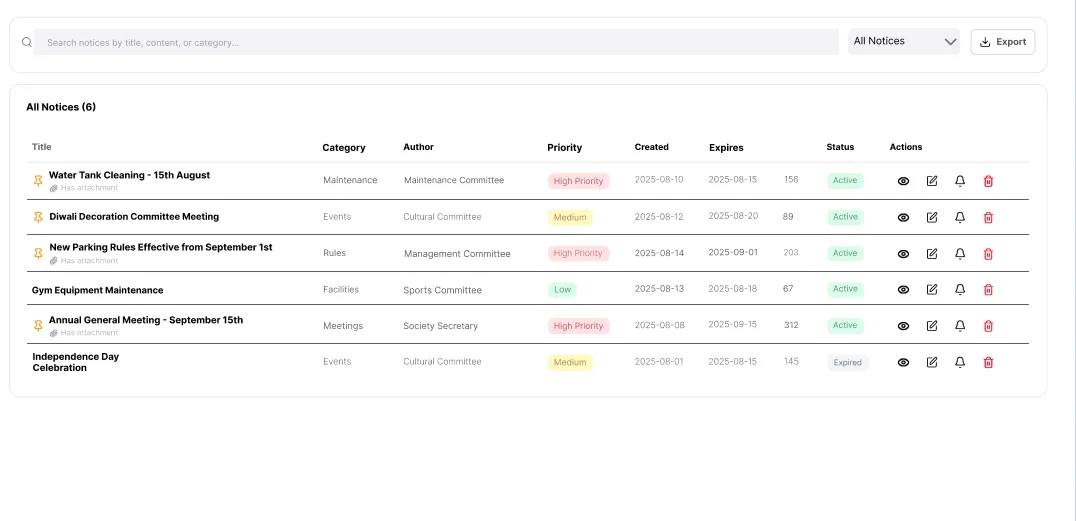 Search notices by title, content, or category...
All Notices
Export
All Notices (6)
Title Category Author Priority Created Expires Status Actions
Water Tank Cleaning - 15th August Maintenance Maintenance Committee High Priority 2025-08-10 2025-08-15 156 Active
Has attachment
Diwali Decoration Committee Meeting Events Cultural Committee Medium 2025-08-12 2025-08-20 89 Active
New Parking Rules Effective from September 1st Rules Management Committee High Priority 2025-08-14 2025-09-01 203 Active
Has attachment
Gym Equipment Maintenance Facilities Sports Committee Low 2025-08-13 2025-08-18 67 Active
Annual General Meeting - September 15th Meetings Society Secretary High Priority 2025-08-08 2025-09-15 312 Active
Has attachment
Independence Day
Celebration Events Cultural Committee Medium 2025-08-01 2025-08-15 145 Expired